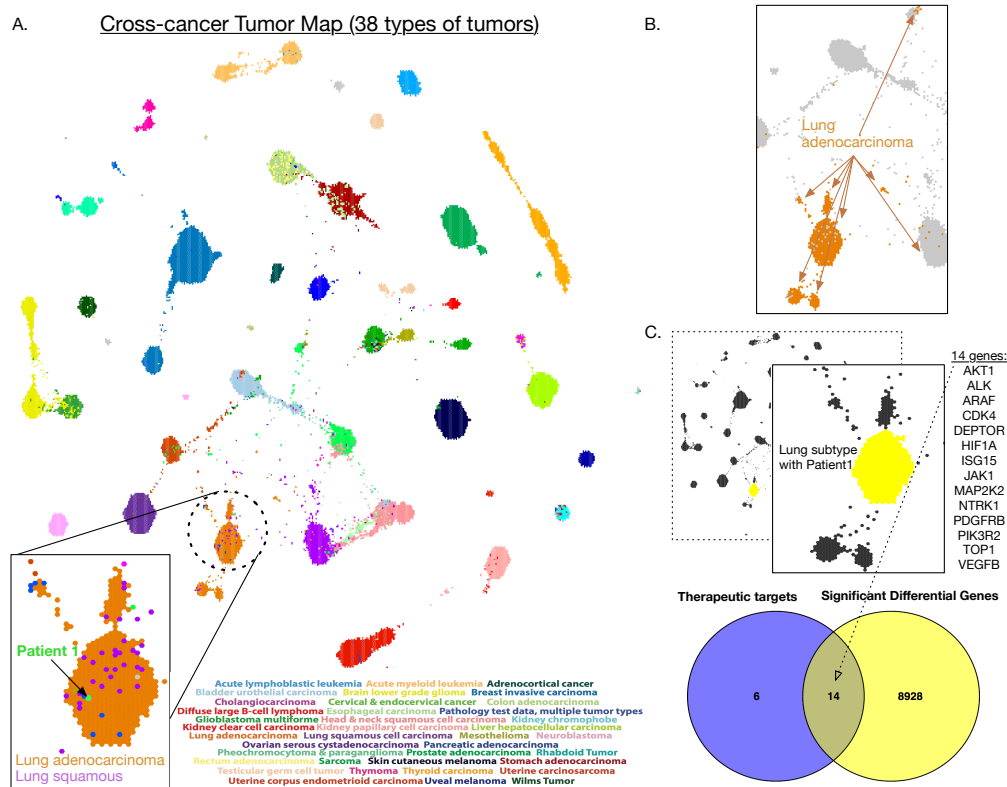 A.
Cross-cancer Tumor Map (38 types of tumors)
Patient 1
Lung adenocarcinoma
Lung squamous
Acute lymphoblastic leukemia Acute myeloid leukemia Adrenocortical cancer
Bladder urothelial carcinoma Brain lower grade glioma Breast invasive carcinoma
Cholangiocarcinoma Cervical & endocervical cancer Colon adenocarcinoma
Diffuse large B-cell lymphoma Esophageal carcinoma Pathology test data, multiple tumor types
Glioblastoma multiforme Head & neck squamous cell carcinoma Kidney chromophobe
Kidney clear cell carcinoma Kidney papillary cell carcinoma Liver hepatocellular carcinoma
Lung adenocarcinoma Lung squamous cell carcinoma Mesothelioma Neuroblastoma
Ovarian serous cystadenocarcinoma Pancreatic adenocarcinoma
Pheochromocytoma & paraganglioma Prostate adenocarcinoma Rhabdoid Tumor
Rectum adenocarcinoma Sarcoma Skin cutaneous melanoma Stomach adenocarcinoma
Testicular germ cell tumor Thymoma Thyroid carcinoma Uterine carcinosarcoma
Uterine corpus endometrioid carcinoma Uveal melanoma Wilms Tumor
B.
Lung
adenocarcinoma
C.
Lung subtype
with Patient1
14 genes:
AKT1
ALK
ARAF
CDK4
DEPTOR
HIF1A
ISG15
JAK1
MAP2K2
NTRK1
PDGFRB
PIK3R2
TOP1
VEGFB
Therapeutic targets
Significant Differential Genes
6
14
8928